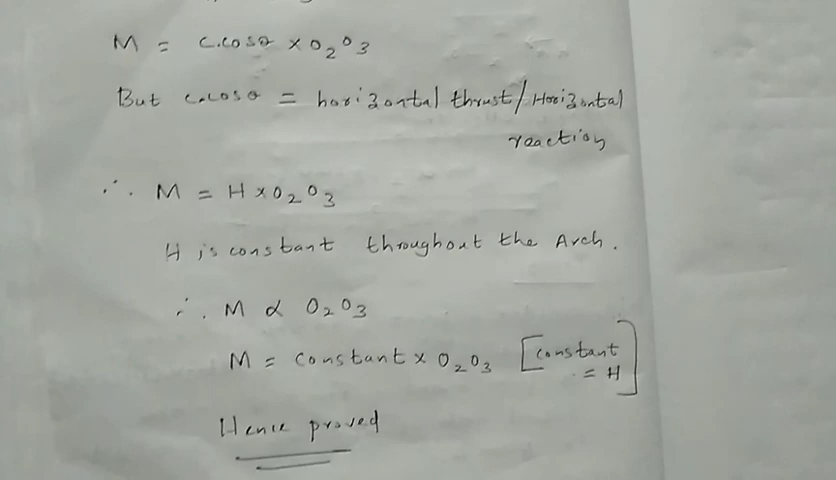 M = C.cosθ × O₂O₃
But C.cosθ = horizontal thrust/Horizontal
reaction
∴ M = H × O₂O₃
H is constant throughout the Arch.
∴ M ∝ O₂O₃
M = constant × O₂O₃ [constant
= H]
Hence proved